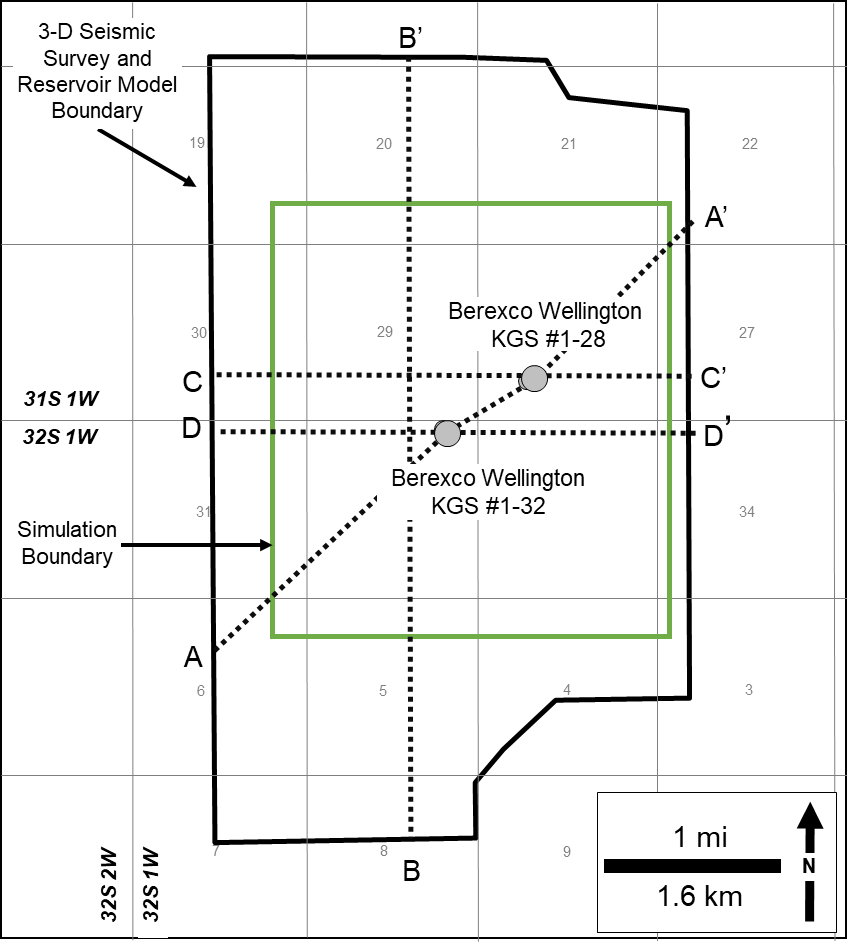 3-D Seismic
Survey and
Reservoir Model
Boundary
B’
19
20
21
22
A’
Berexco Wellington
KGS #1-28
30
29
27
C
C’
31S 1W
32S 1W
D
D’
Berexco Wellington
KGS #1-32
31
34
Simulation
Boundary
A
6
5
4
3
7
8
9
B
32S 2W
32S 1W
1 mi
1.6 km
N